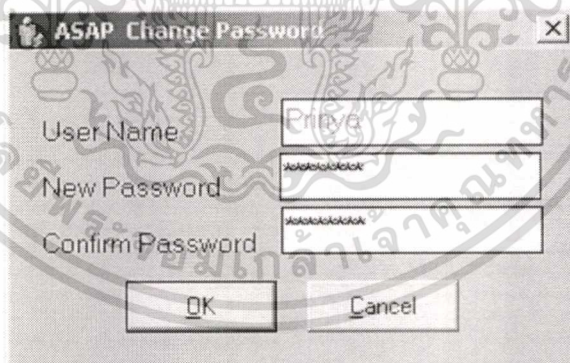 ASAP Change Password
User Name Prinya
New Password ********
Confirm Password ********
OK Cancel